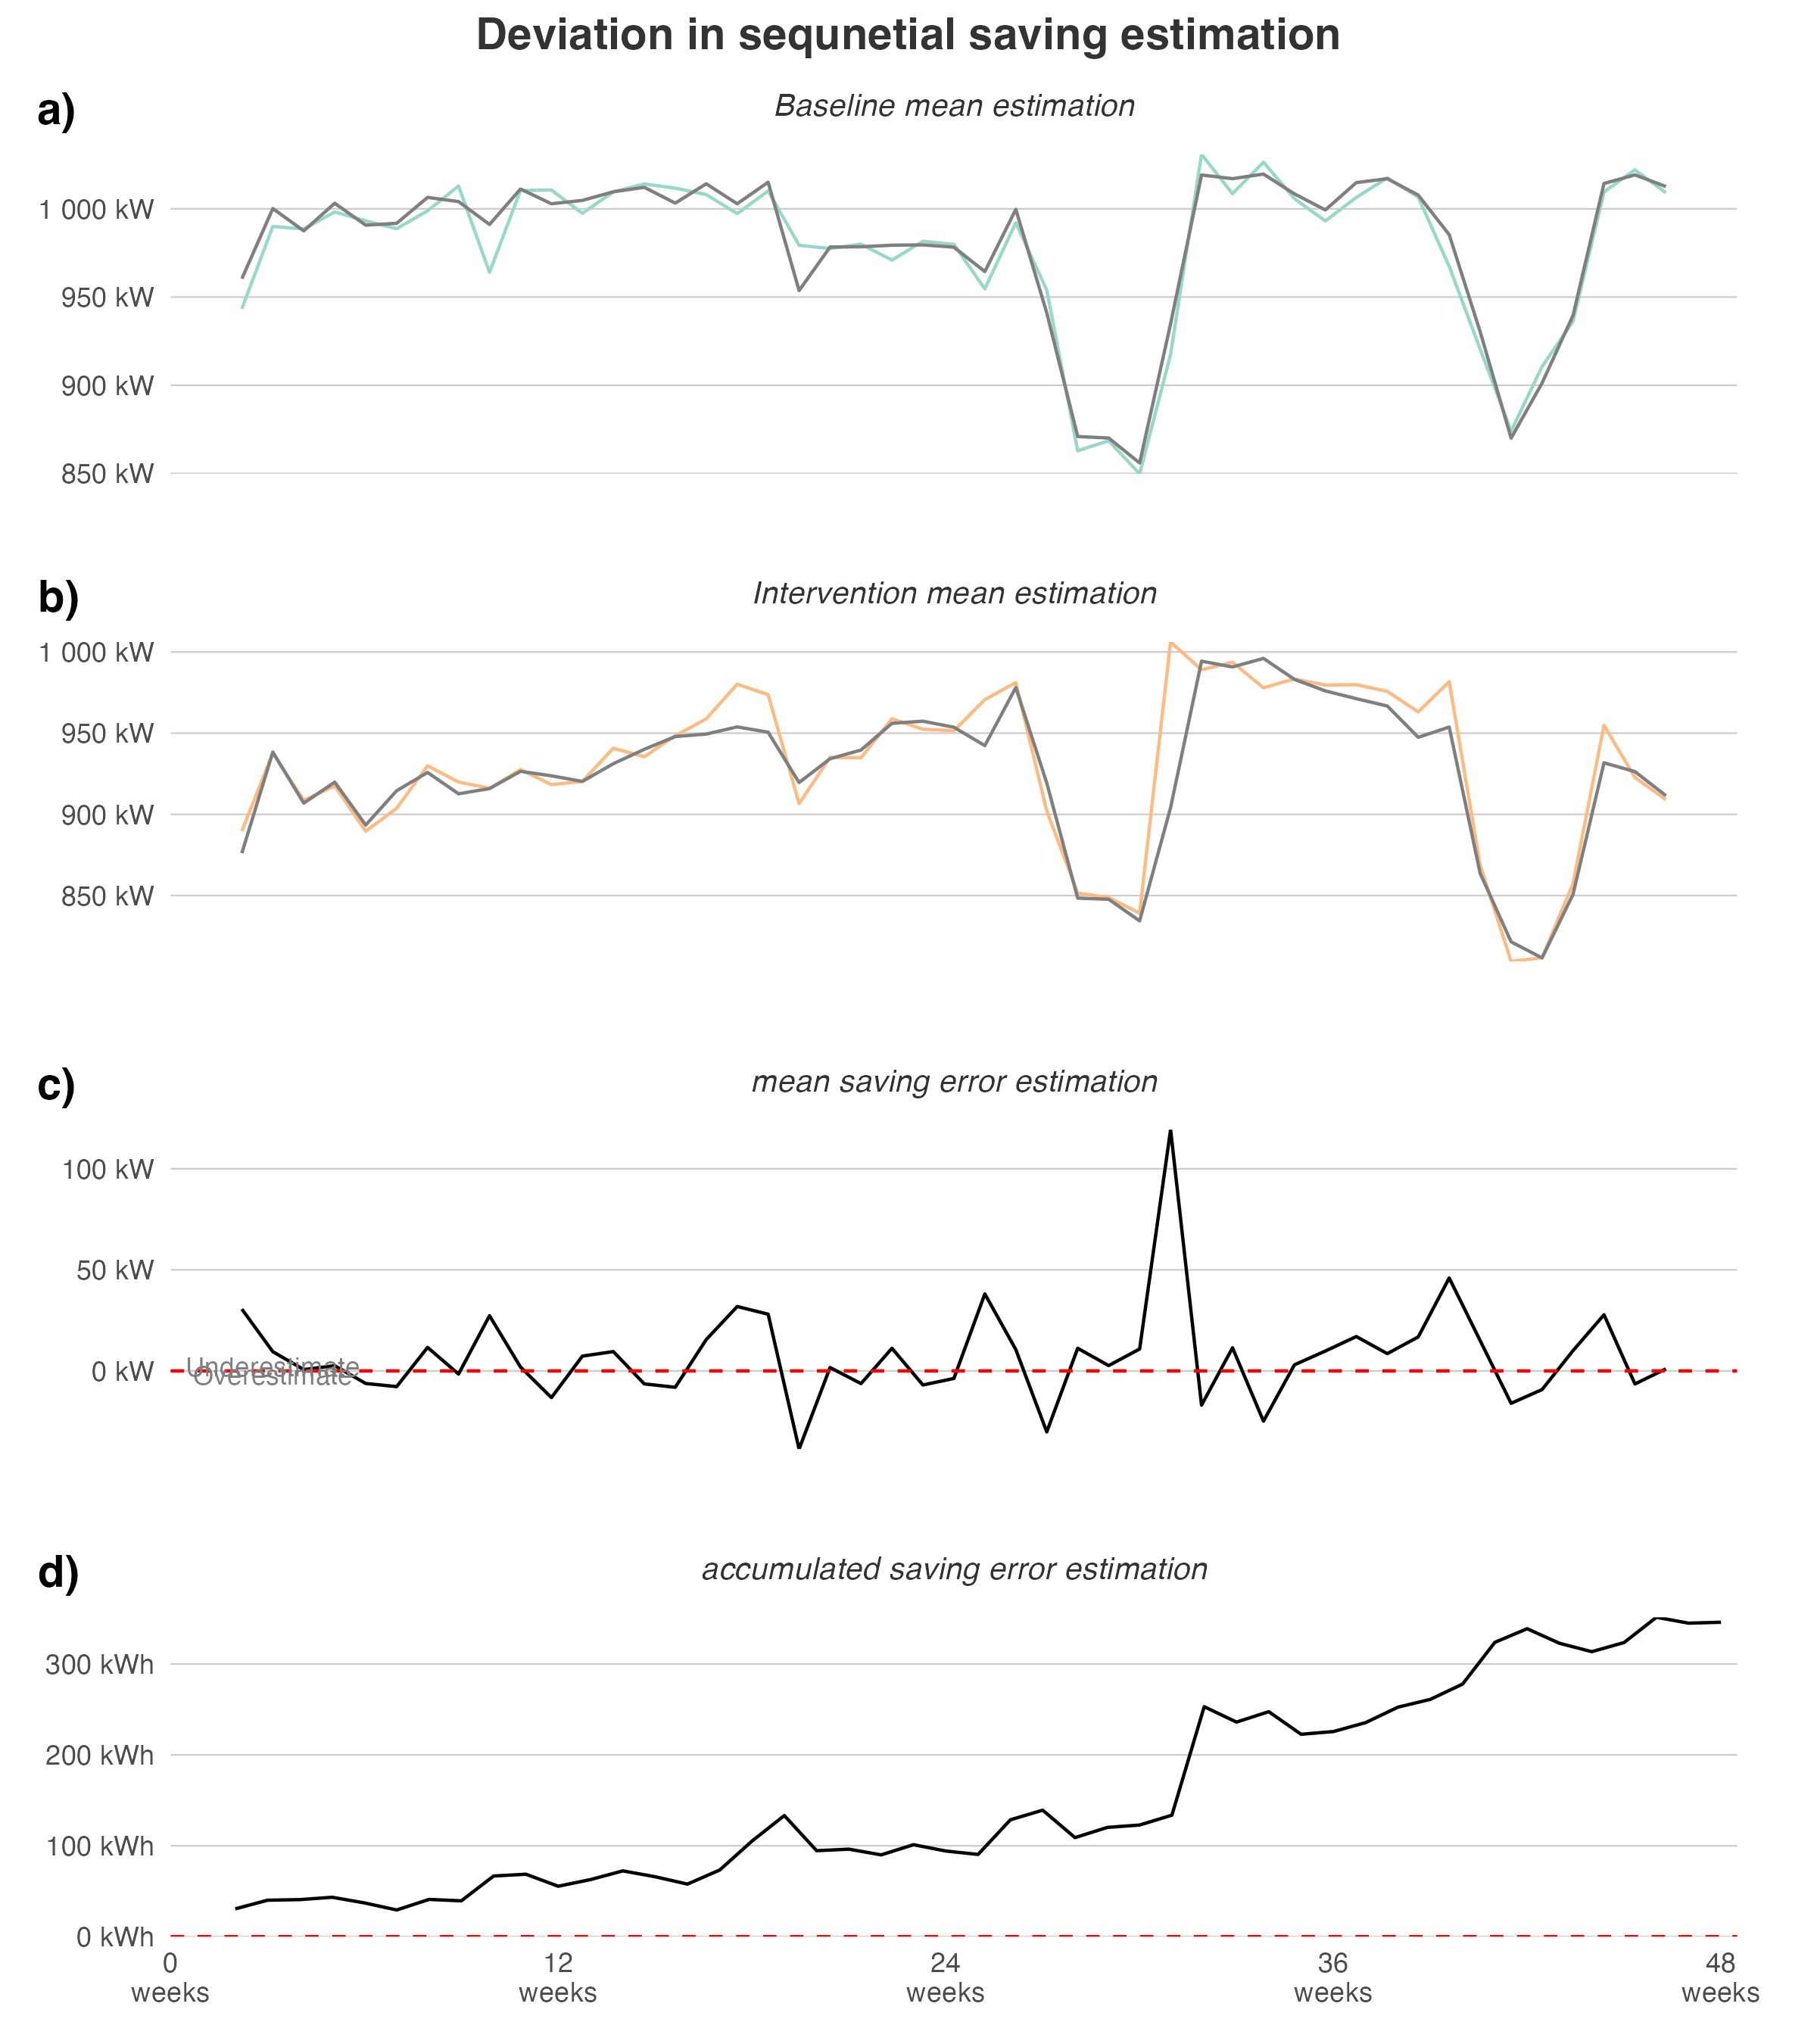 Deviation in sequnetial saving estimation
a)
Baseline mean estimation
1 000 kW
950 kW
900 kW
850 kW
b)
Intervention mean estimation
1 000 kW
950 kW
900 kW
850 kW
c)
mean saving error estimation
100 kW
50 kW
0 kW
Underestimate
Overestimate
d)
accumulated saving error estimation
300 kWh
200 kWh
100 kWh
0 kWh
0 12 24 36 48
weeks weeks weeks weeks weeks